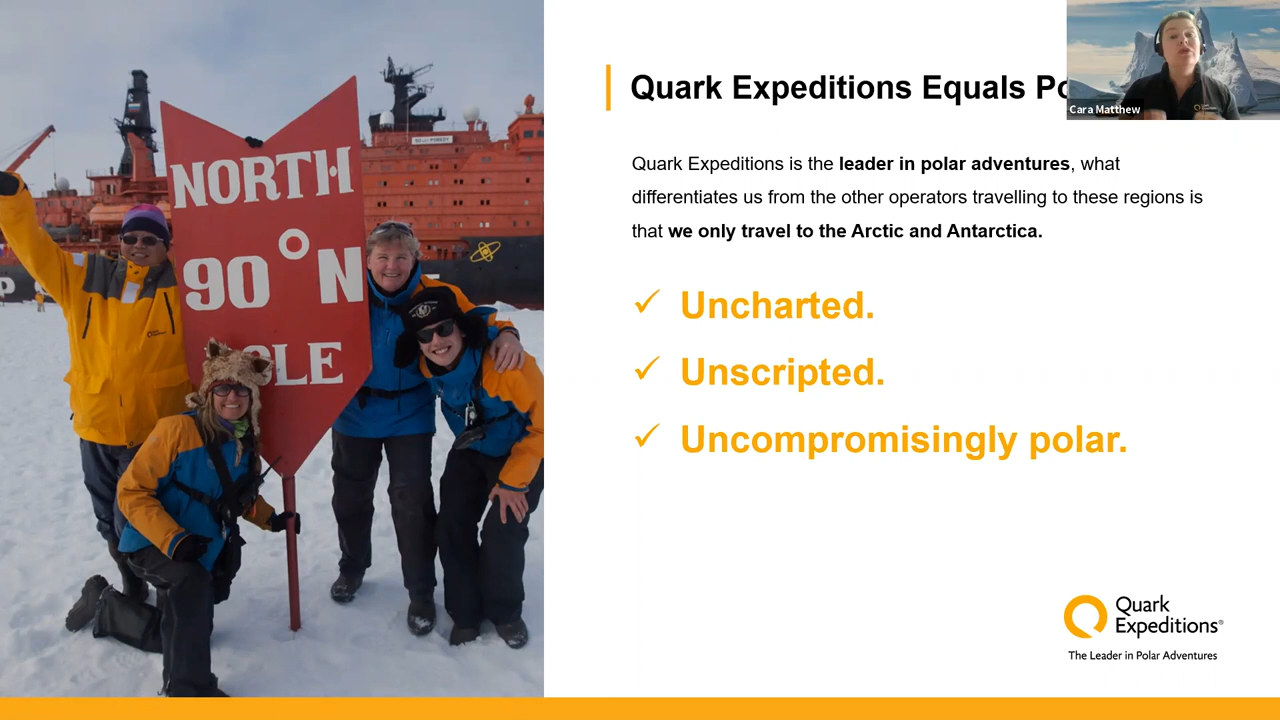 Quark Expeditions Equals Po
Cara Matthew
Quark Expeditions is the leader in polar adventures, what
differentiates us from the other operators travelling to these regions is
that we only travel to the Arctic and Antarctica.
✓ Uncharted.
✓ Unscripted.
✓ Uncompromisingly polar.
NORTH
90°N
OLE
Quark
Expeditions®
The Leader in Polar Adventures